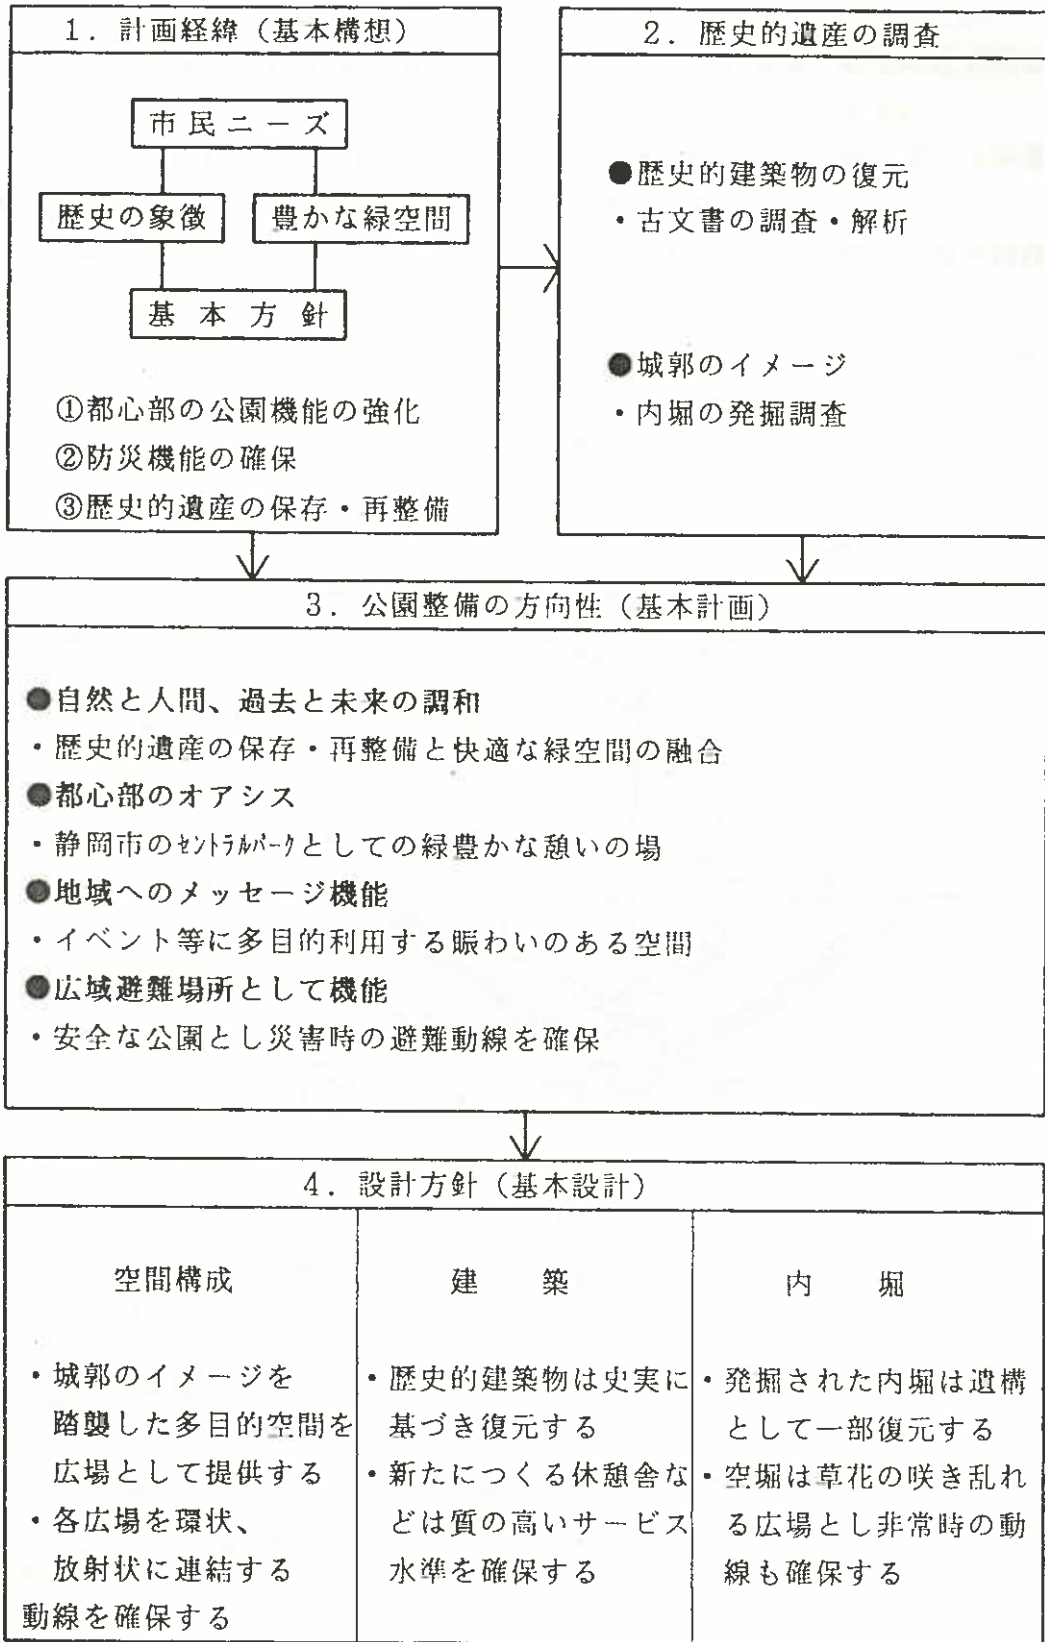 1．計画経緯（基本構想）
市民ニーズ
歴史の象徴
豊かな緑空間
基本方針
①都心部の公園機能の強化
②防災機能の確保
③歴史的遺産の保存・再整備
2．歴史的遺産の調査
●歴史的建築物の復元
・古文書の調査・解析
●城郭のイメージ
・内堀の発掘調査
3．公園整備の方向性（基本計画）
●自然と人間、過去と未来の調和
・歴史的遺産の保存・再整備と快適な緑空間の融合
●都心部のオアシス
・静岡市のｾﾝﾄﾗﾙﾊﾟｰｸとしての緑豊かな憩いの場
●地域へのメッセージ機能
・イベント等に多目的利用する賑わいのある空間
●広域避難場所として機能
・安全な公園とし災害時の避難動線を確保
4．設計方針（基本設計）
空間構成
・城郭のイメージを
踏襲した多目的空間を
広場として提供する
・各広場を環状、
放射状に連結する
動線を確保する
建　　築
・歴史的建築物は史実に
基づき復元する
・新たにつくる休憩舎な
どは質の高いサービス
水準を確保する
内　　堀
・発掘された内堀は遺構
として一部復元する
・空堀は草花の咲き乱れ
る広場とし非常時の動
線も確保する